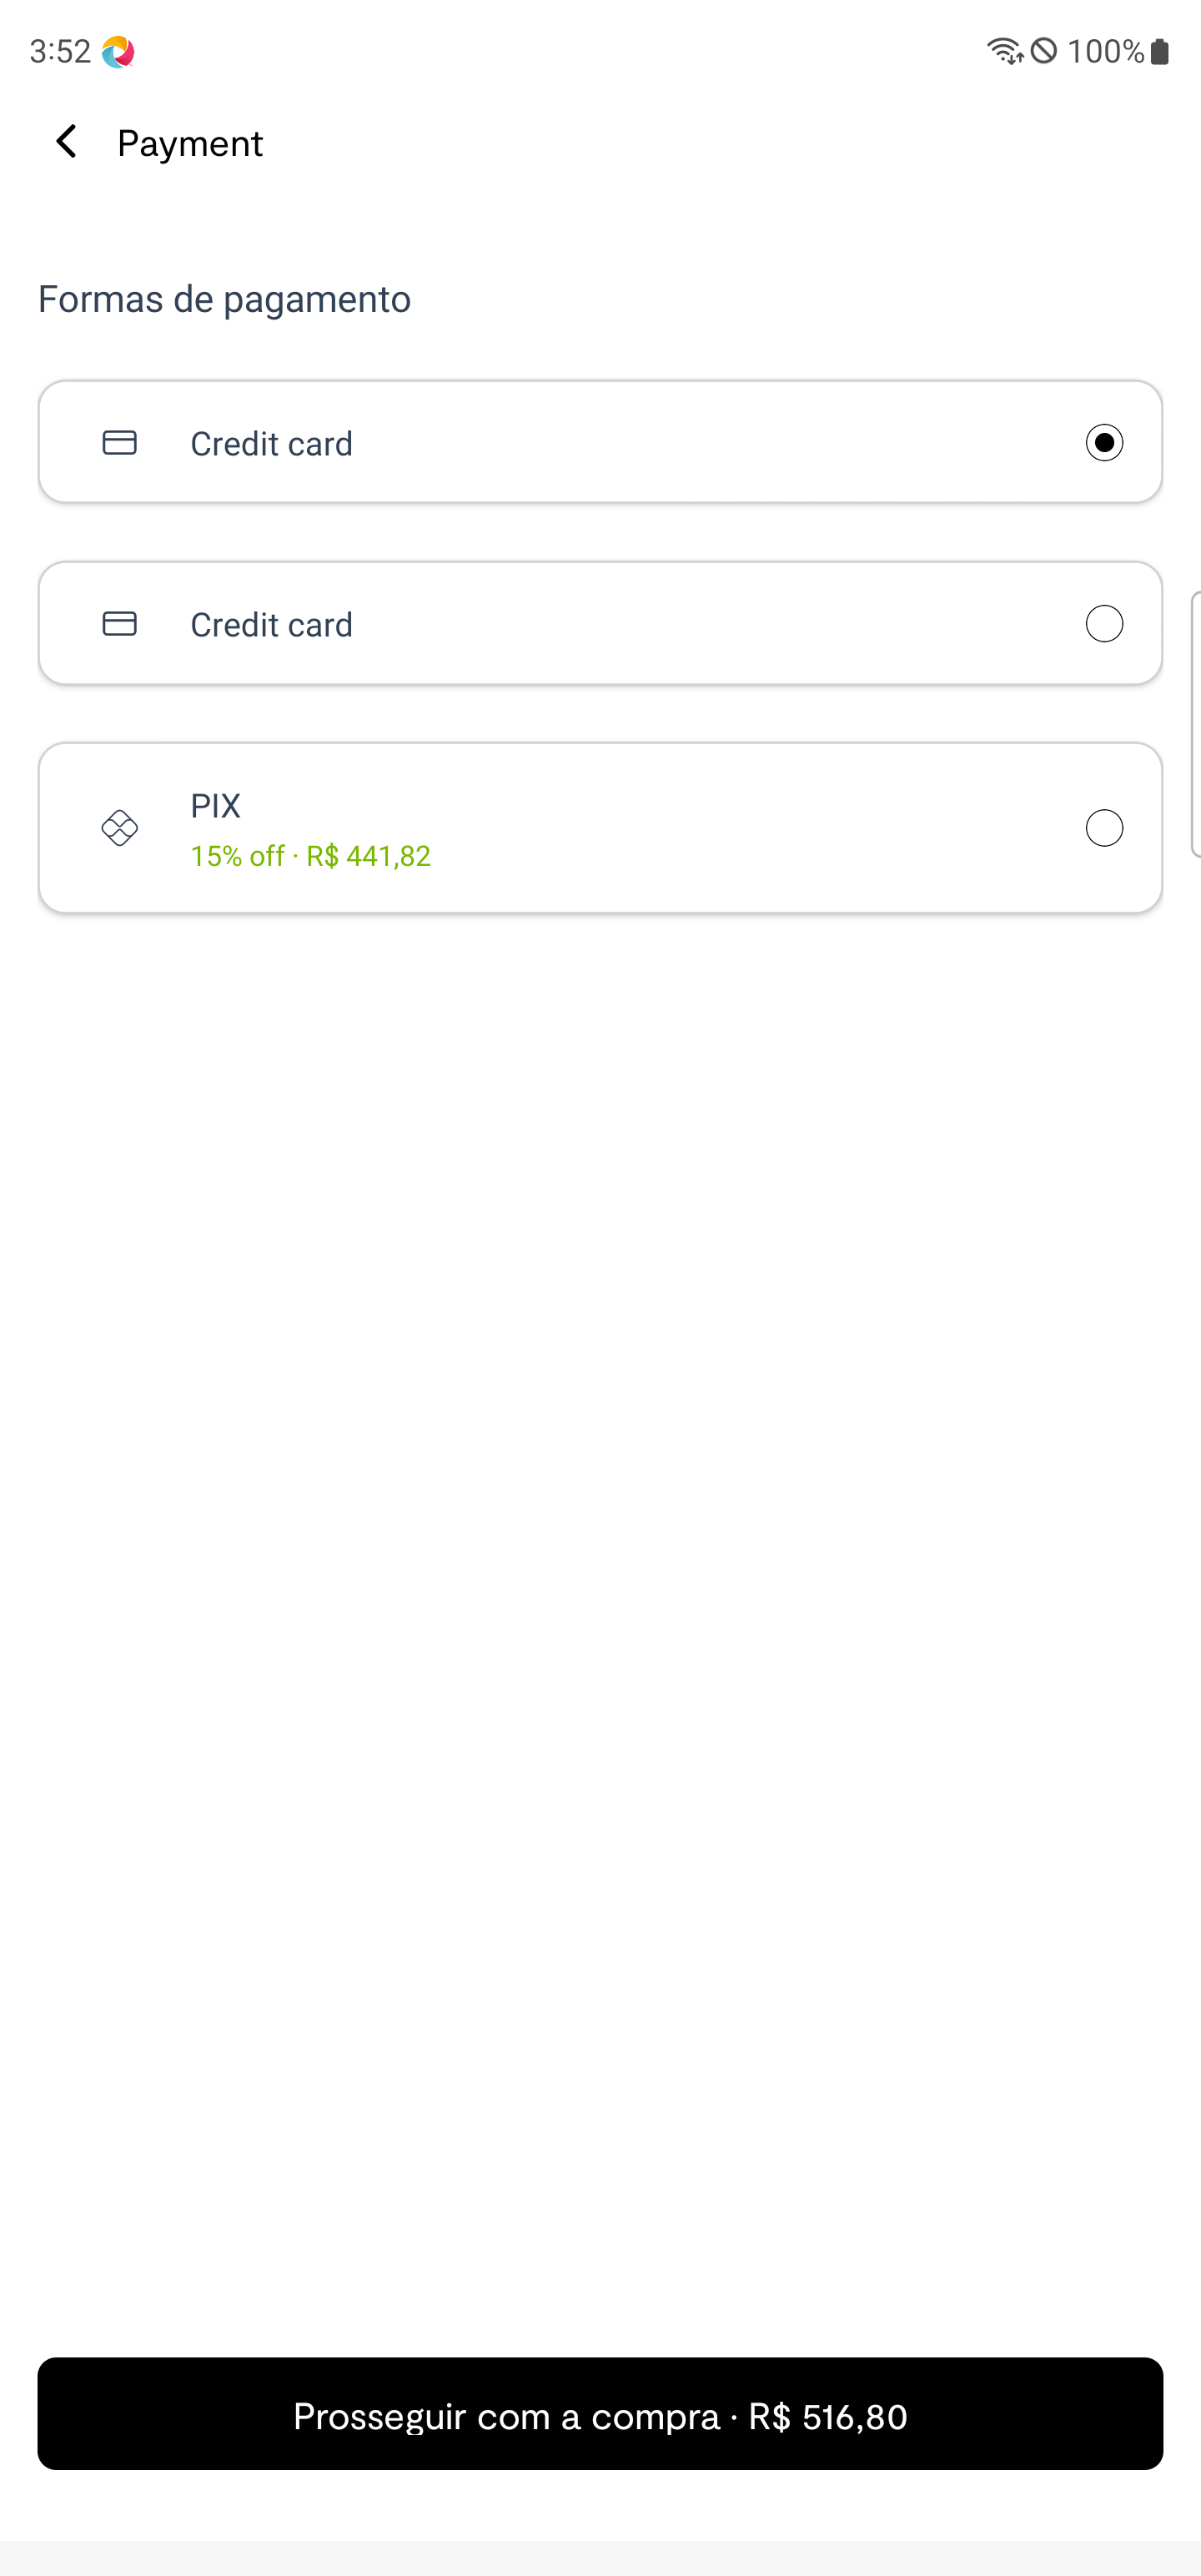 3:52
100%
Payment
Formas de pagamento
Credit card
Credit card
PIX
15% off · R$ 441,82
Prosseguir com a compra · R$ 516,80